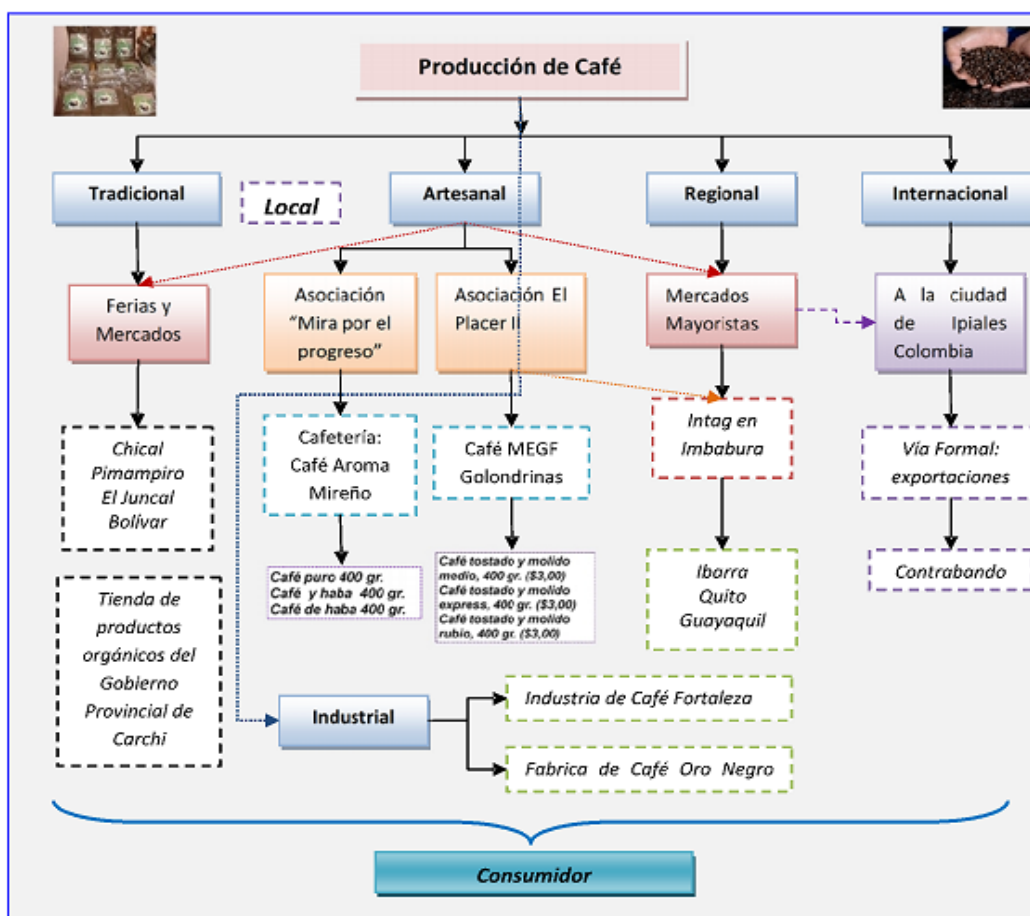 Producción de Café
Tradicional
Local
Artesanal
Regional
Internacional
Ferias y
Mercados
Asociación
“Mira por el
progreso”
Asociación El
Placer II
Mercados
Mayoristas
A la ciudad
de Ipiales
Colombia
Chical
Pimampiro
El Juncal
Bolívar
Cafetería:
Café Aroma
Mireño
Café MEGF
Golondrinas
Intag en
Imbabura
Vía Formal:
exportaciones
Café puro 400 gr.
Café y haba 400 gr.
Café de haba 400 gr.
Café tostado y molido
medio, 400 gr. ($3,00)
Café tostado y molido
express, 400 gr. ($3,00)
Café tostado y molido
rubio, 400 gr. ($3,00)
Ibarra
Quito
Guayaquil
Contrabando
Tienda de
productos
orgánicos del
Gobierno
Provincial de
Carchi
Industrial
Industria de Café Fortaleza
Fabrica de Café Oro Negro
Consumidor